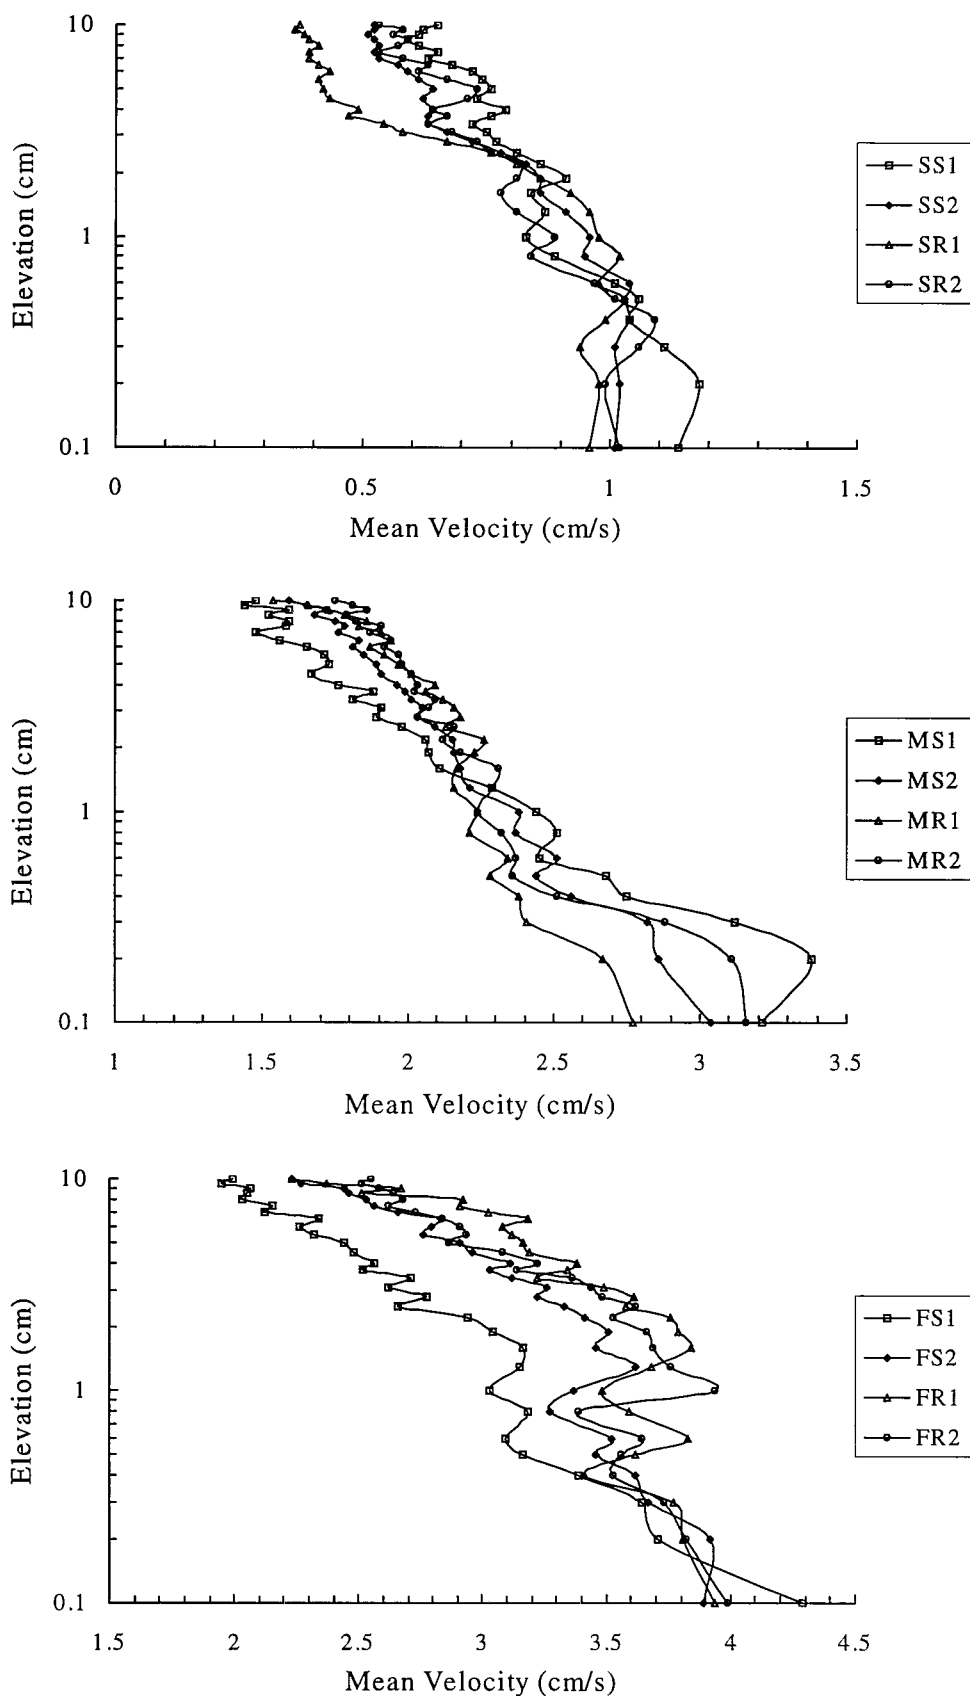 10
1
0.1
Elevation (cm)
0
0.5
1
1.5
Mean Velocity (cm/s)
SS1
SS2
SR1
SR2
10
1
0.1
Elevation (cm)
1
1.5
2
2.5
3
3.5
Mean Velocity (cm/s)
MS1
MS2
MR1
MR2
10
1
0.1
Elevation (cm)
1.5
2
2.5
3
3.5
4
4.5
Mean Velocity (cm/s)
FS1
FS2
FR1
FR2